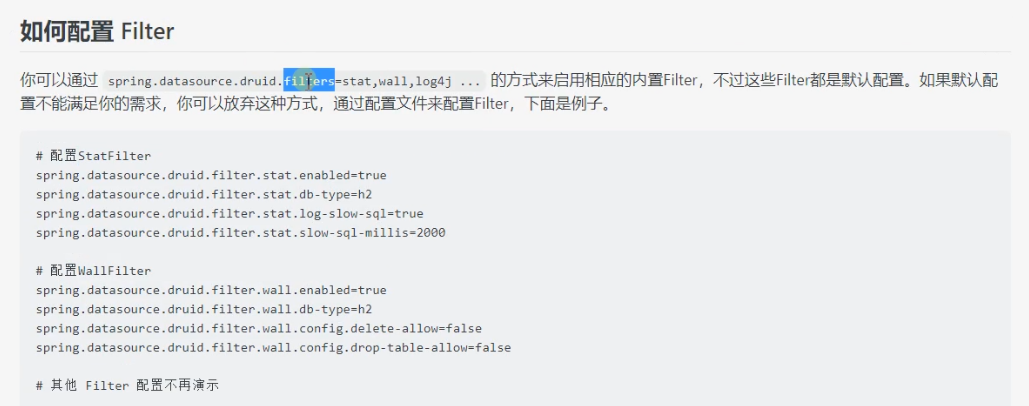 如何配置 Filter
你可以通过 spring.datasource.druid.filters=stat,wall,log4j ... 的方式来启用相应的内置Filter，不过这些Filter都是默认配置。如果默认配
置不能满足你的需求，你可以放弃这种方式，通过配置文件来配置Filter，下面是例子。
# 配置StatFilter
spring.datasource.druid.filter.stat.enabled=true
spring.datasource.druid.filter.stat.db-type=h2
spring.datasource.druid.filter.stat.log-slow-sql=true
spring.datasource.druid.filter.stat.slow-sql-millis=2000
# 配置WallFilter
spring.datasource.druid.filter.wall.enabled=true
spring.datasource.druid.filter.wall.db-type=h2
spring.datasource.druid.filter.wall.config.delete-allow=false
spring.datasource.druid.filter.wall.config.drop-table-allow=false
# 其他 Filter 配置不再演示